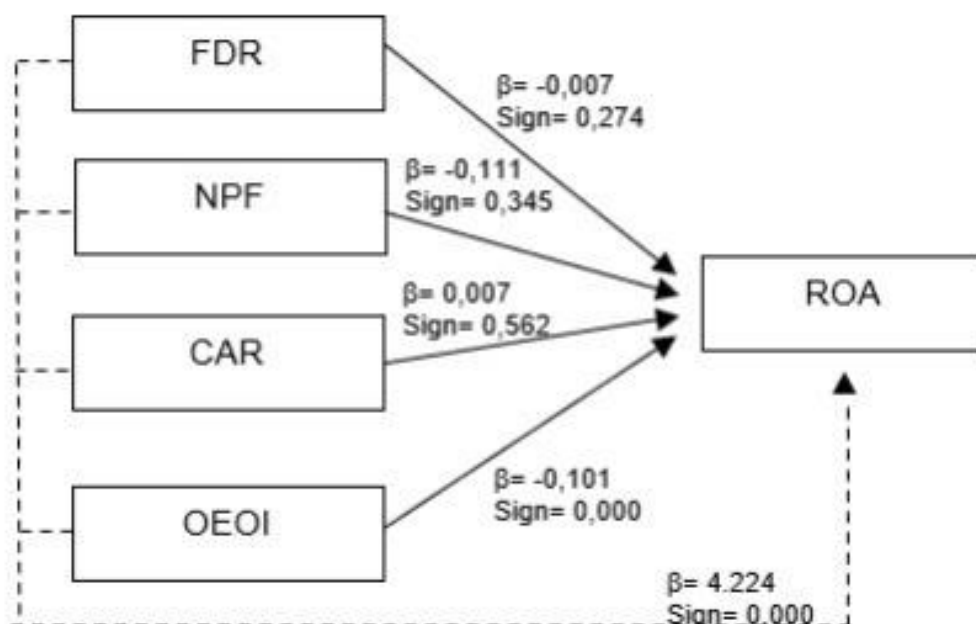 FDR
β= -0,007
Sign= 0,274
NPF
β= -0,111
Sign= 0,345
CAR
β= 0,007
Sign= 0,562
ROA
OEOI
β= -0,101
Sign= 0,000
β= 4.224
Sign= 0.000